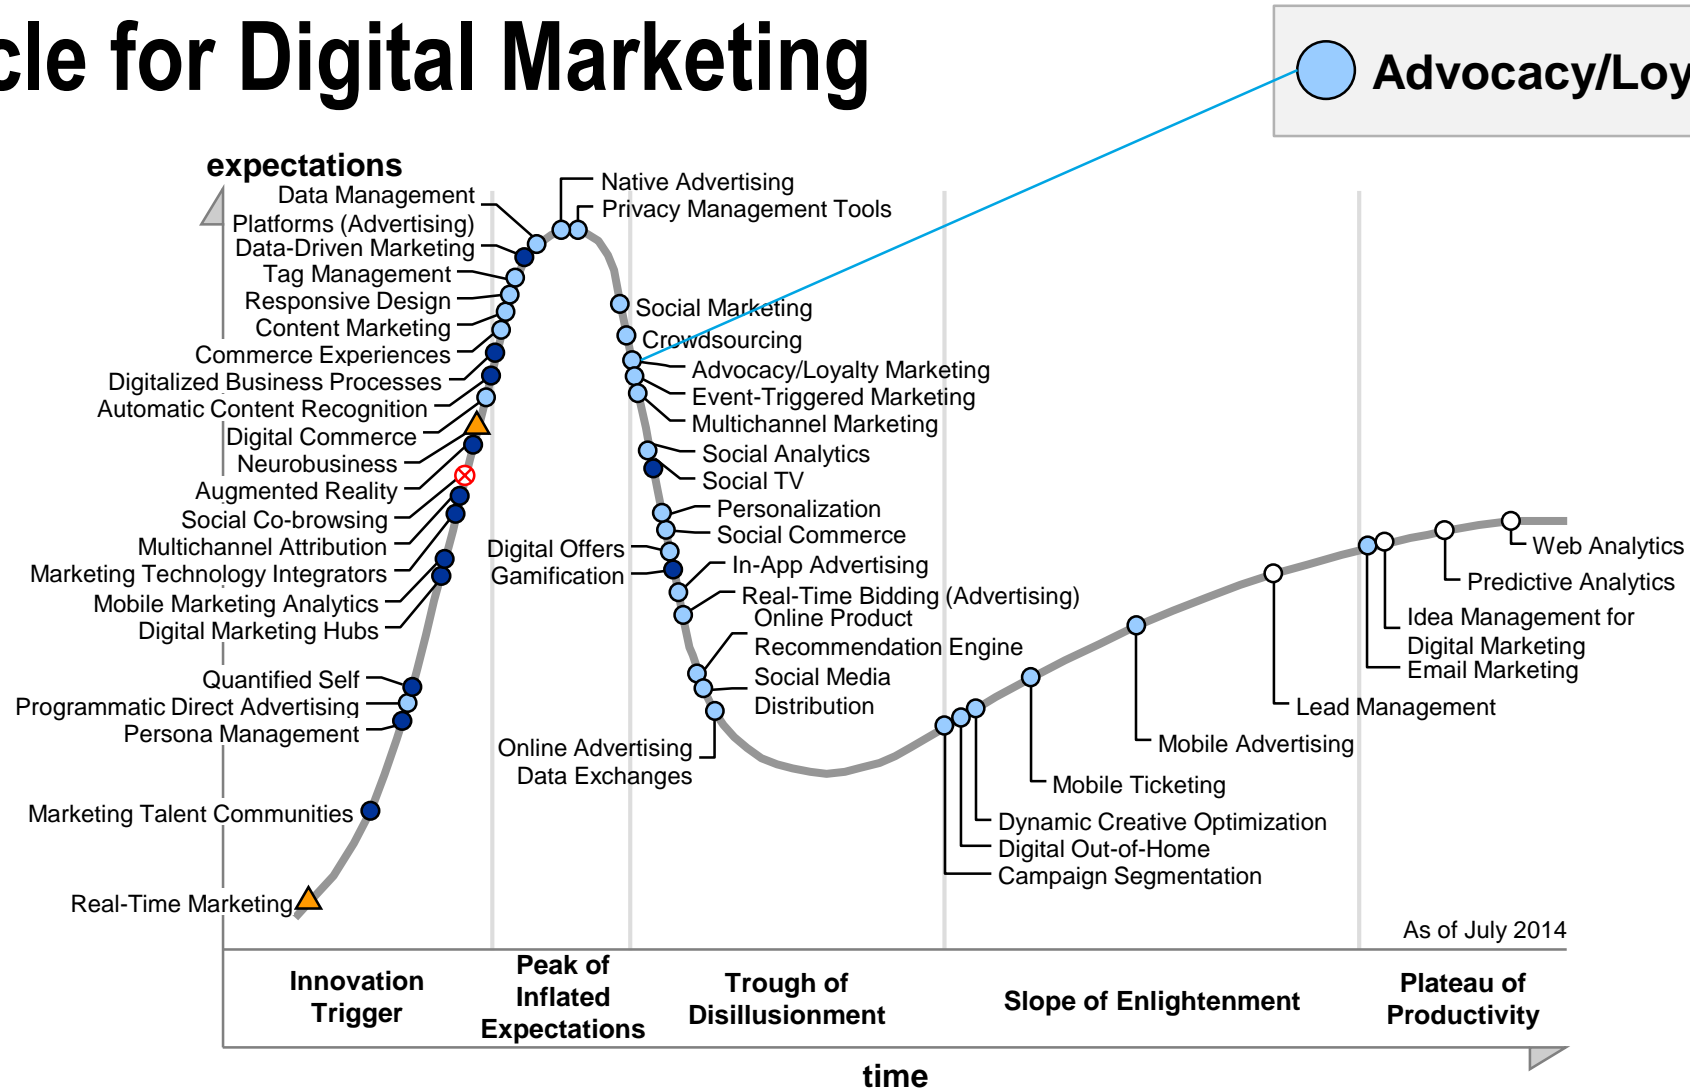 cle for Digital Marketing
Advocacy/Loy
expectations
Data Management
Platforms (Advertising)
Data-Driven Marketing
Tag Management
Responsive Design
Content Marketing
Commerce Experiences
Digitalized Business Processes
Automatic Content Recognition
Digital Commerce
Neurobusiness
Augmented Reality
Social Co-browsing
Multichannel Attribution
Marketing Technology Integrators
Mobile Marketing Analytics
Digital Marketing Hubs
Quantified Self
Programmatic Direct Advertising
Persona Management
Marketing Talent Communities
Real-Time Marketing
Native Advertising
Privacy Management Tools
Social Marketing
Crowdsourcing
Advocacy/Loyalty Marketing
Event-Triggered Marketing
Multichannel Marketing
Social Analytics
Social TV
Personalization
Social Commerce
Digital Offers
Gamification
In-App Advertising
Real-Time Bidding (Advertising)
Online Product
Recommendation Engine
Social Media
Distribution
Online Advertising
Data Exchanges
Web Analytics
Predictive Analytics
Idea Management for
Digital Marketing
Email Marketing
Lead Management
Mobile Advertising
Mobile Ticketing
Dynamic Creative Optimization
Digital Out-of-Home
Campaign Segmentation
As of July 2014
Innovation
Trigger
Peak of
Inflated
Expectations
Trough of
Disillusionment
Slope of Enlightenment
Plateau of
Productivity
time